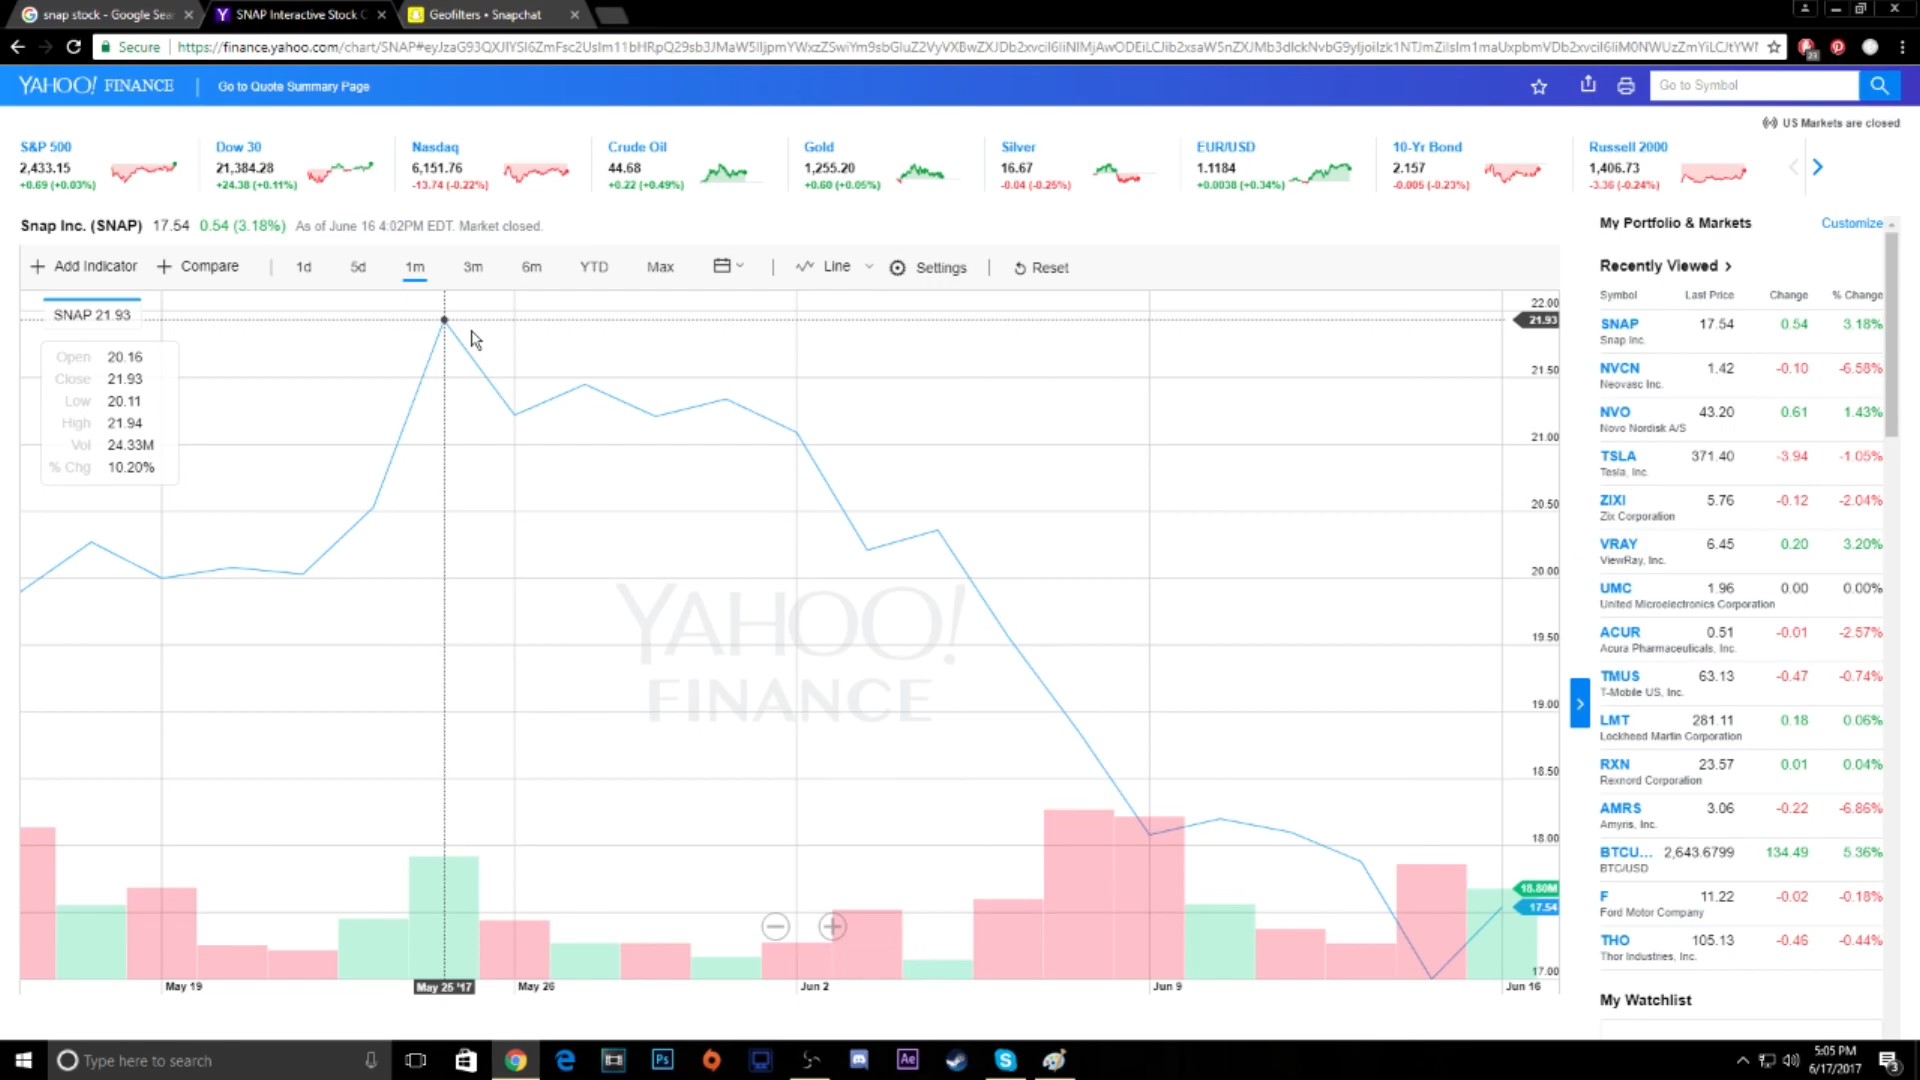 snap stock - Google Sea
SNAP Interactive Stock C
Geofilters • Snapchat
Secure
YAHOO! FINANCE
Go to Quote Summary Page
Go to Symbol
US Markets are closed
S&P 500
2,433.15
+0.69 (+0.03%)
Dow 30
21,384.28
+24.38 (+0.11%)
Nasdaq
6,151.76
-13.74 (-0.22%)
Crude Oil
44.68
+0.22 (+0.49%)
Gold
1,255.20
+0.60 (+0.05%)
Silver
16.67
-0.04 (-0.25%)
EUR/USD
1.1184
+0.0038 (+0.34%)
10-Yr Bond
2.157
-0.005 (-0.23%)
Russell 2000
1,406.73
-3.36 (-0.24%)
Snap Inc. (SNAP) 17.54 0.54 (3.18%) As of June 16 4:02PM EDT. Market closed.
Add Indicator Compare 1d 5d 1m 3m 6m YTD Max Line Settings Reset
SNAP 21.93
Open 20.16
Close 21.93
Low 20.11
High 21.94
Vol 24.33M
% Chg 10.20%
22.00
21.93
21.50
21.00
20.50
20.00
19.50
19.00
18.50
18.00
18.80M
17.54
17.00
YAHOO!
FINANCE
May 19 May 25 '17 May 26 Jun 2 Jun 9 Jun 16
My Portfolio & Markets Customize
Recently Viewed
Symbol Last Price Change % Change
SNAP 17.54 0.54 3.18%
Snap Inc.
NVCN 1.42 -0.10 -6.58%
Neovasc Inc.
NVO 43.20 0.61 1.43%
Novo Nordisk A/S
TSLA 371.40 -3.94 -1.05%
Tesla, Inc.
ZIXI 5.76 -0.12 -2.04%
Zix Corporation
VRAY 6.45 0.20 3.20%
ViewRay, Inc.
UMC 1.96 0.00 0.00%
United Microelectronics Corporation
ACUR 0.51 -0.01 -2.57%
Acura Pharmaceuticals, Inc.
TMUS 63.13 -0.47 -0.74%
T-Mobile US, Inc.
LMT 281.11 0.18 0.06%
Lockheed Martin Corporation
RXN 23.57 0.01 0.04%
Rexnord Corporation
AMRS 3.06 -0.22 -6.86%
Amyris, Inc.
BTCU... 2,643.6799 134.49 5.36%
BTC/USD
F 11.22 -0.02 -0.18%
Ford Motor Company
THO 105.13 -0.46 -0.44%
Thor Industries, Inc.
My Watchlist
Type here to search
Ps
Ae
5:05 PM
6/17/2017